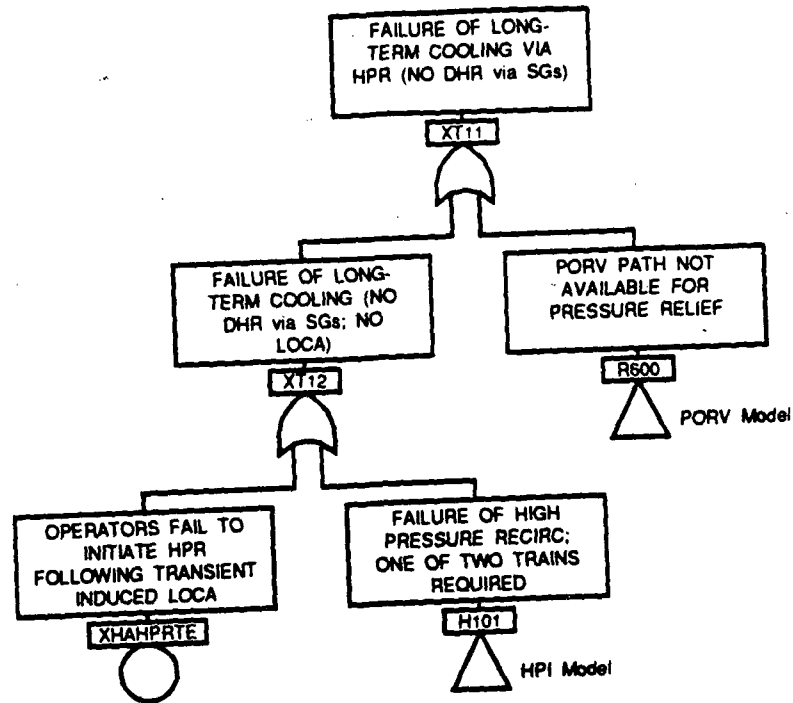 FAILURE OF LONG-
TERM COOLING VIA
HPR (NO DHR via SGs)
XT11
FAILURE OF LONG-
TERM COOLING (NO
DHR via SGs; NO
LOCA)
XT12
PORV PATH NOT
AVAILABLE FOR
PRESSURE RELIEF
R600
PORV Model
OPERATORS FAIL TO
INITIATE HPR
FOLLOWING TRANSIENT
INDUCED LOCA
XHAHPRTE
FAILURE OF HIGH
PRESSURE RECIRC;
ONE OF TWO TRAINS
REQUIRED
H101
HPI Model